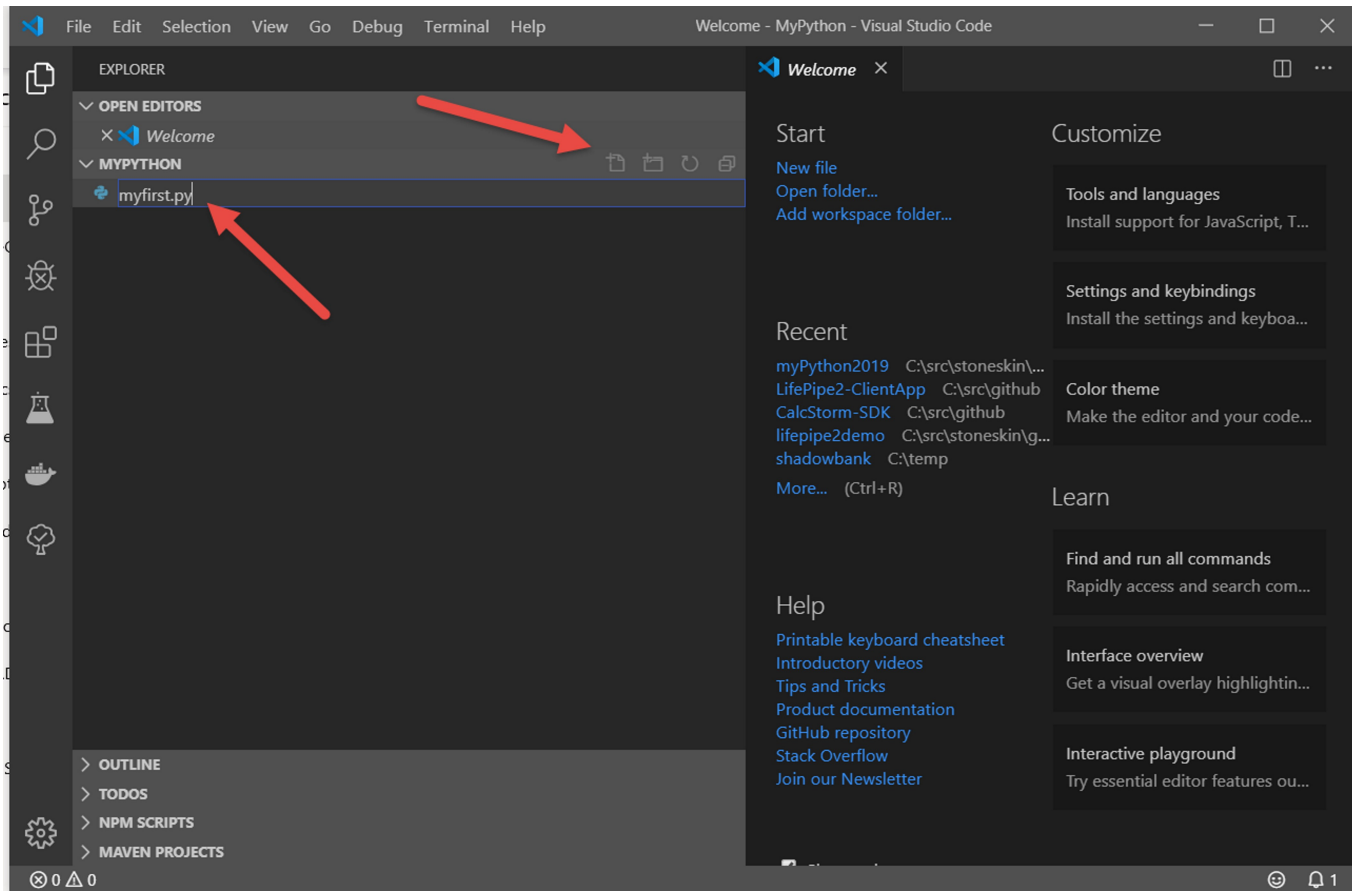 File Edit Selection View Go Debug Terminal Help
Welcome - MyPython - Visual Studio Code
EXPLORER
OPEN EDITORS
Welcome
MYPYTHON
myfirst.py
OUTLINE
TODOS
NPM SCRIPTS
MAVEN PROJECTS
Welcome
Start
New file
Open folder...
Add workspace folder...
Recent
myPython2019 C:\src\stoneskin\...
LifePipe2-ClientApp C:\src\github
CalcStorm-SDK C:\src\github
lifepipe2demo C:\src\stoneskin\g...
shadowbank C:\temp
More... (Ctrl+R)
Help
Printable keyboard cheatsheet
Introductory videos
Tips and Tricks
Product documentation
GitHub repository
Stack Overflow
Join our Newsletter
Customize
Tools and languages
Install support for JavaScript, T...
Settings and keybindings
Install the settings and keyboa...
Color theme
Make the editor and your code...
Learn
Find and run all commands
Rapidly access and search com...
Interface overview
Get a visual overlay highlightin...
Interactive playground
Try essential editor features ou...
0 0
1